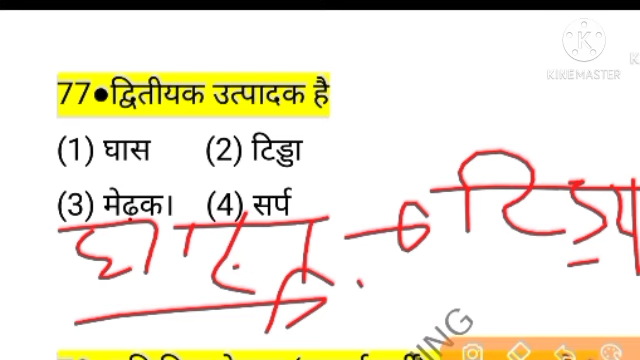 KINEMASTER
77●द्वितीयक उत्पादक है
(1) घास (2) टिड्डा
(3) मेढ़क। (4) सर्प
घास → टिड्डा